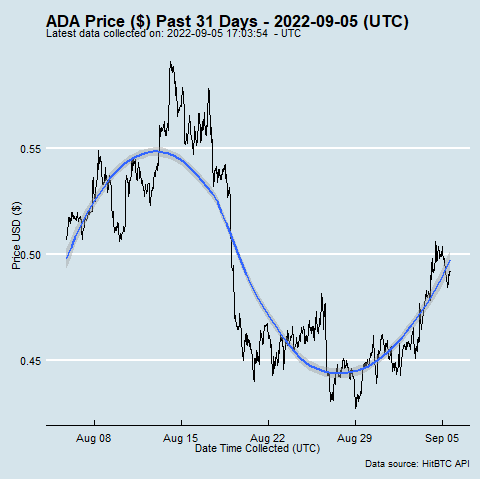 ADA Price ($) Past 31 Days - 2022-09-05 (UTC)
Latest data collected on: 2022-09-05 17:03:54  - UTC
Price USD ($)
0.55
0.50
0.45
Aug 08 Aug 15 Aug 22 Aug 29 Sep 05
Date Time Collected (UTC)
Data source: HitBTC API